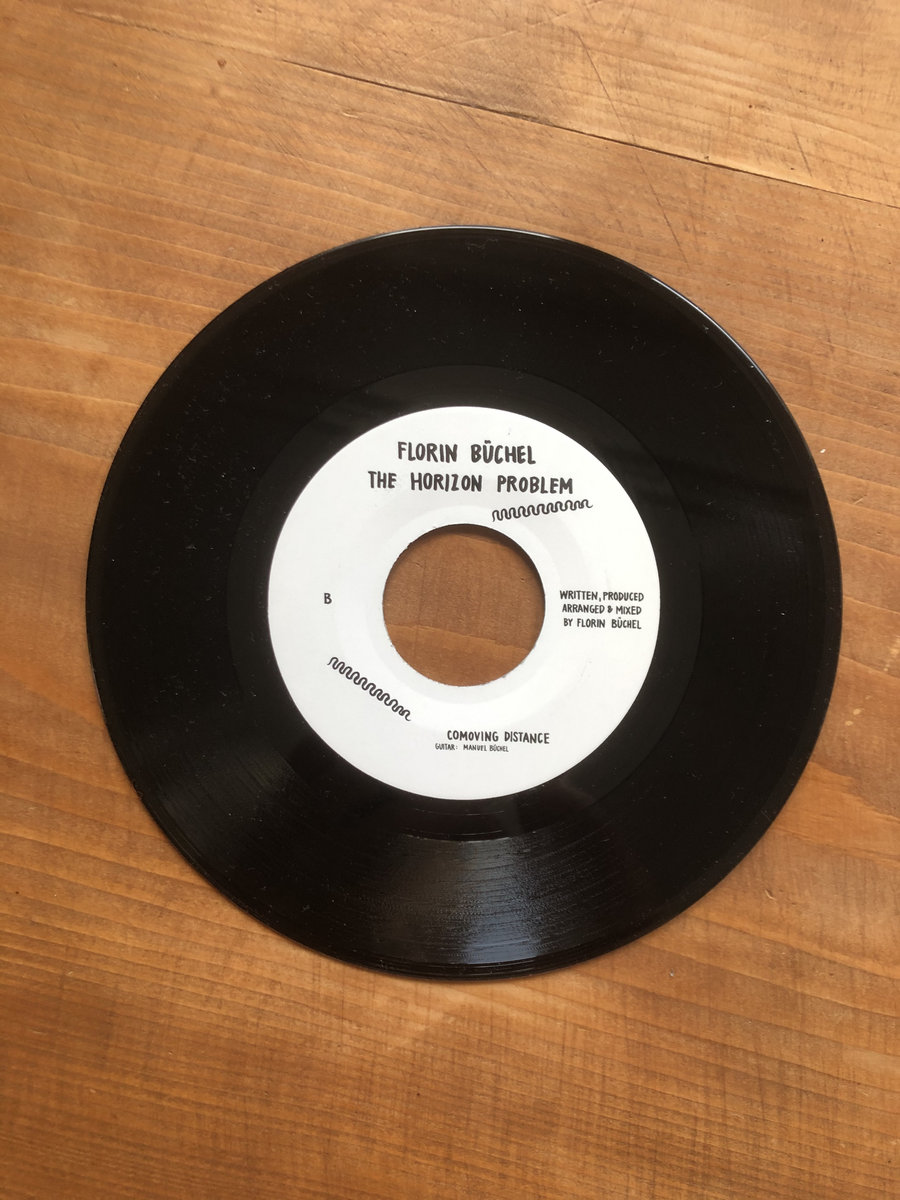 FLORIN BÜCHEL
THE HORIZON PROBLEM
B
WRITTEN, PRODUCED
ARRANGED & MIXED
BY FLORIN BÜCHEL
COMOVING DISTANCE
GUITAR: MANUEL BÜCHEL